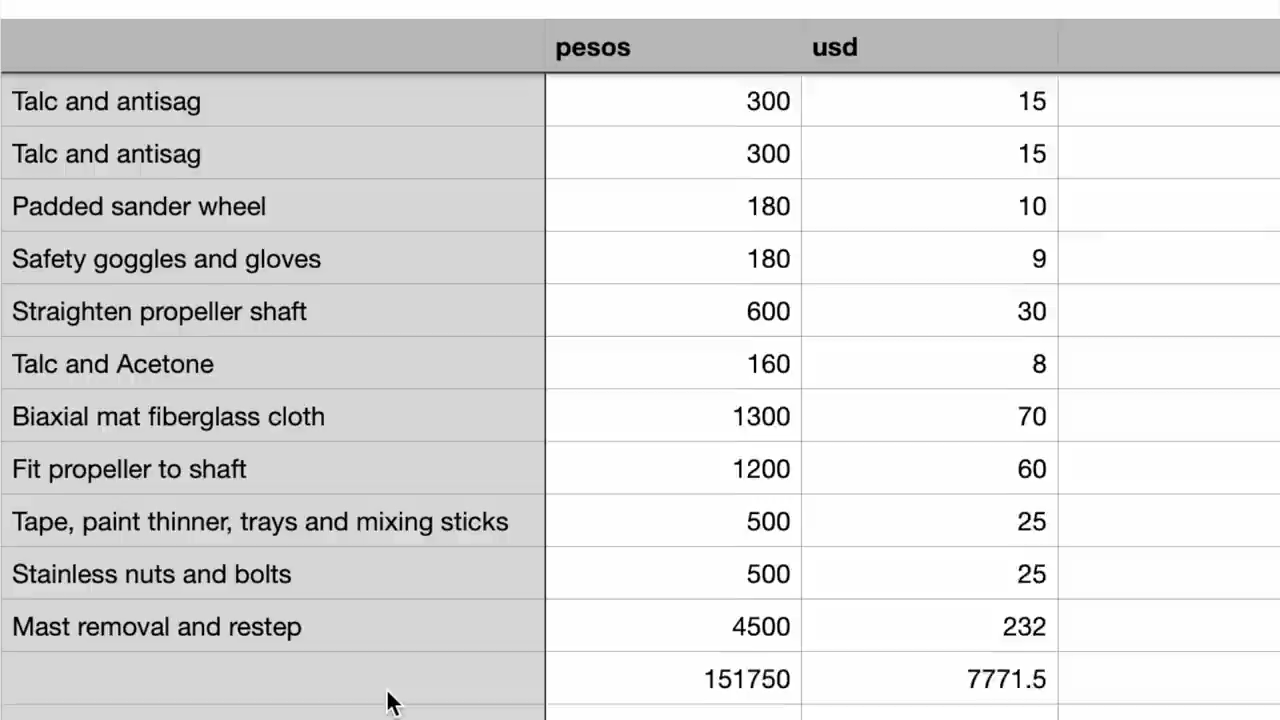 pesos usd
Talc and antisag 300 15
Talc and antisag 300 15
Padded sander wheel 180 10
Safety goggles and gloves 180 9
Straighten propeller shaft 600 30
Talc and Acetone 160 8
Biaxial mat fiberglass cloth 1300 70
Fit propeller to shaft 1200 60
Tape, paint thinner, trays and mixing sticks 500 25
Stainless nuts and bolts 500 25
Mast removal and restep 4500 232
151750 7771.5